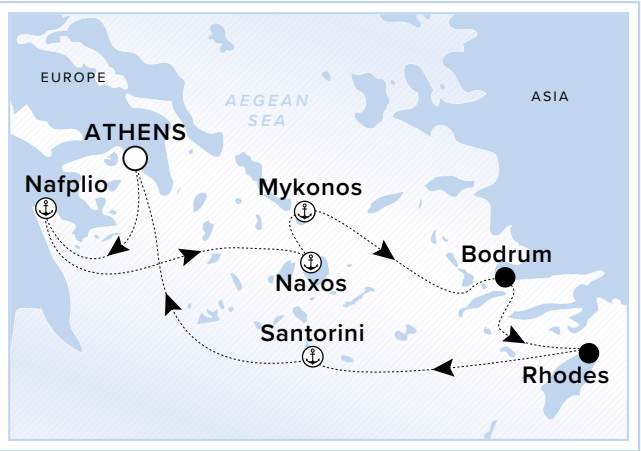 EUROPE
AEGEAN
SEA
ASIA
ATHENS
Nafplio
Mykonos
Bodrum
Naxos
Santorini
Rhodes